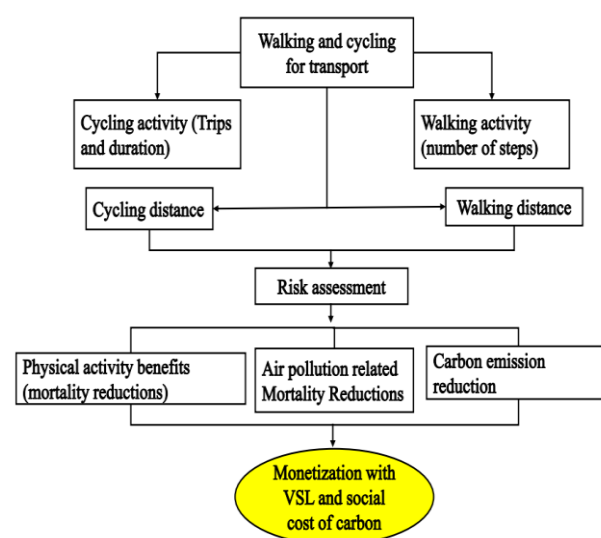 Walking and cycling
for transport
Cycling activity (Trips
and duration)
Walking activity
(number of steps)
Cycling distance
Walking distance
Risk assessment
Physical activity benefits
(mortality reductions)
Air pollution related
Mortality Reductions
Carbon emission
reduction
Monetization with
VSL and social
cost of carbon